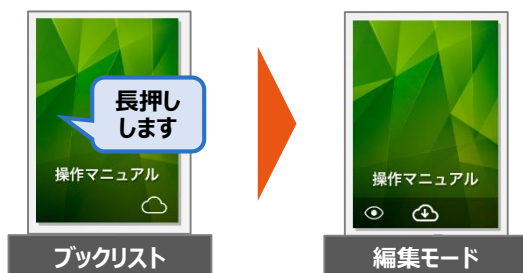 長押し
します
操作マニュアル
ブックリスト
操作マニュアル
編集モード